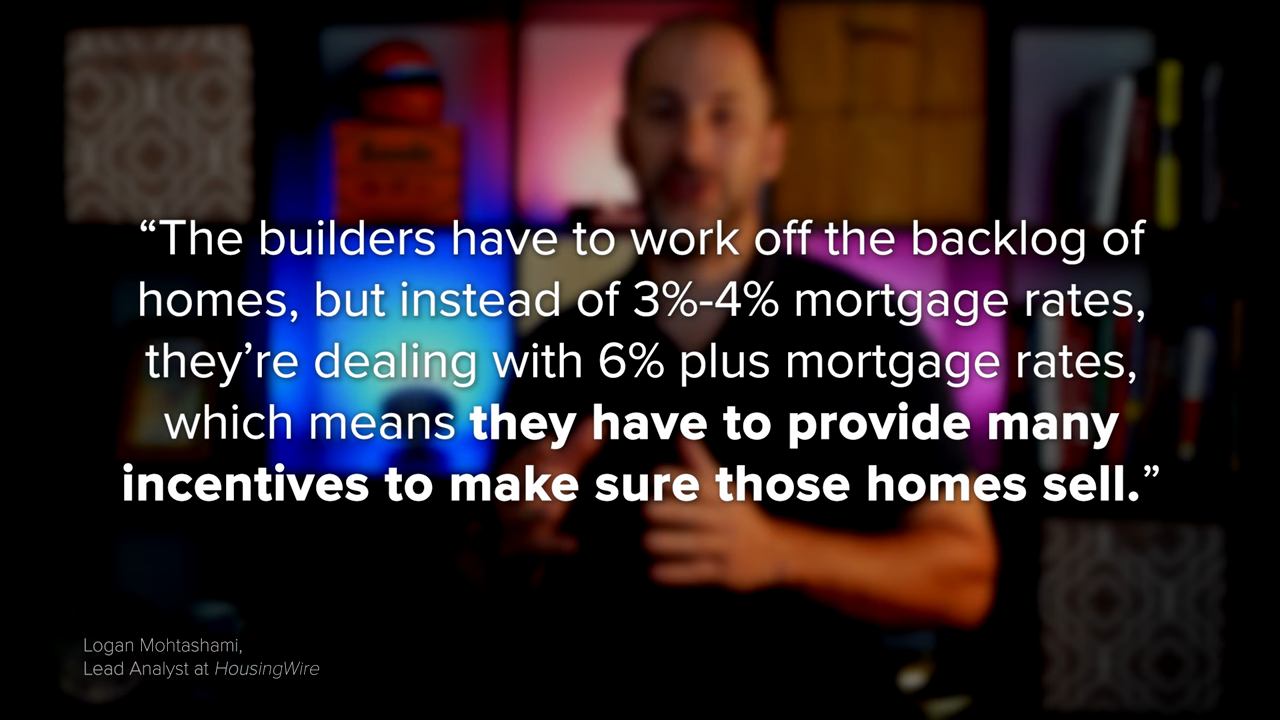 “The builders have to work off the backlog of
homes, but instead of 3%-4% mortgage rates,
they’re dealing with 6% plus mortgage rates,
which means they have to provide many
incentives to make sure those homes sell.”
Logan Mohtashami,
Lead Analyst at HousingWire